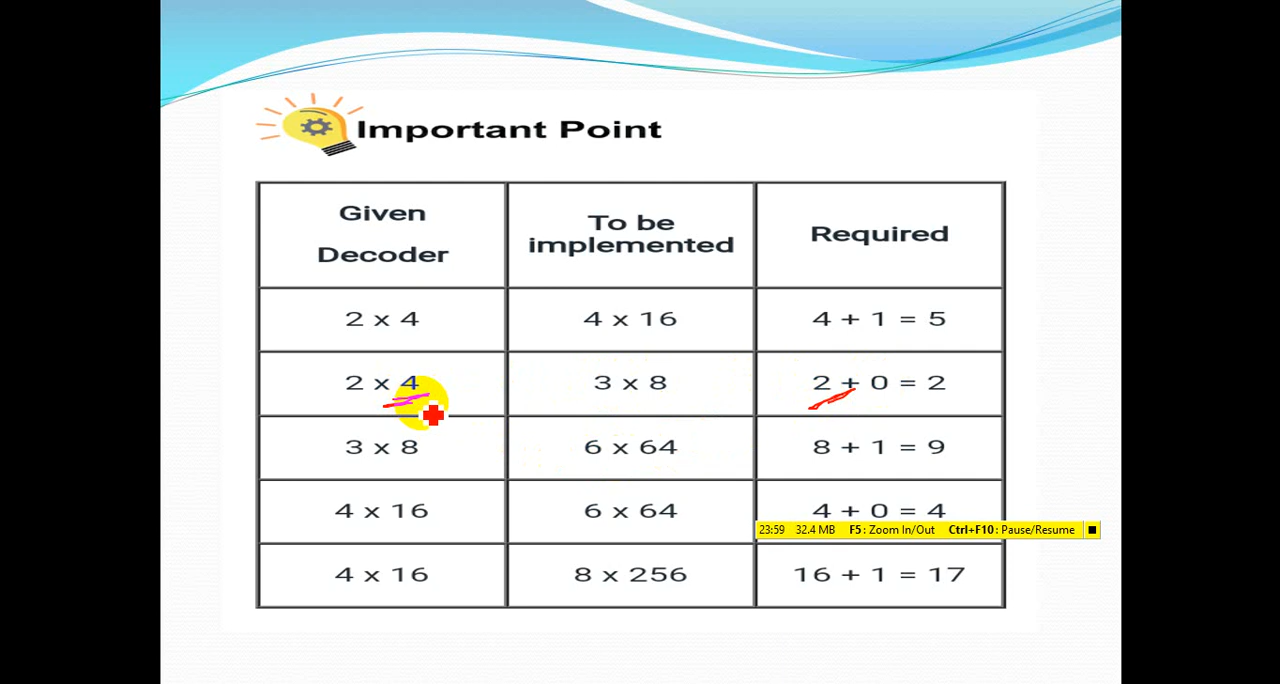 Important Point
Given
Decoder
To be
implemented
Required
2 x 4
4 x 16
4 + 1 = 5
2 x 4
3 x 8
2 + 0 = 2
3 x 8
6 x 64
8 + 1 = 9
4 x 16
6 x 64
4 + 0 = 4
23:59 32.4 MB F5: Zoom In/Out Ctrl+F10: Pause/Resume
4 x 16
8 x 256
16 + 1 = 17